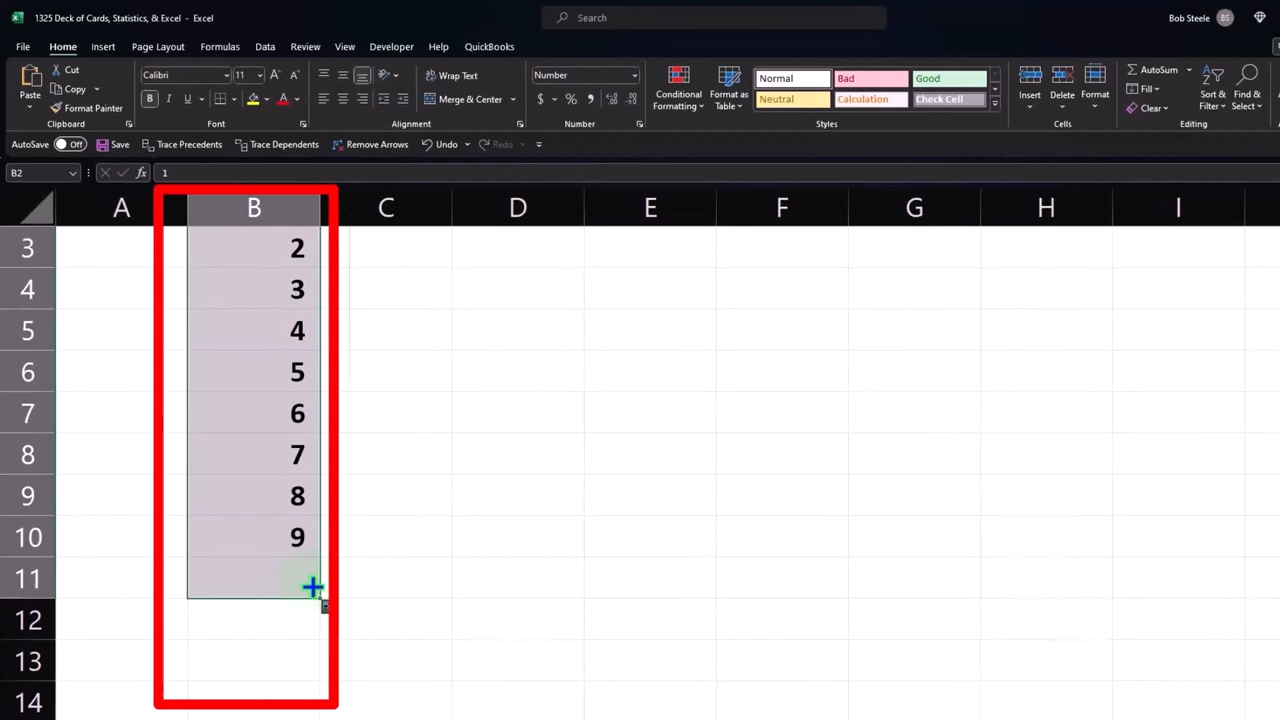 1325 Deck of Cards, Statistics, & Excel - Excel
Search
Bob Steele BS
File Home Insert Page Layout Formulas Data Review View Developer Help QuickBooks
Paste
Cut
Copy
Format Painter
Clipboard
Calibri 11 A A
B I U A
Font
ab
Wrap Text
Merge & Center
Alignment
Number
$ % ,
Number
Conditional Formatting
Format as Table
Normal Bad Good
Neutral Calculation Check Cell
Styles
Insert Delete Format
Cells
AutoSum
Fill
Clear
Sort & Filter
Find & Select
Editing
AutoSave Off Save Trace Precedents Trace Dependents Remove Arrows Undo Redo
B2 fx 1
A B C D E F G H I
3 2
4 3
5 4
6 5
7 6
8 7
9 8
10 9
11
12
13
14